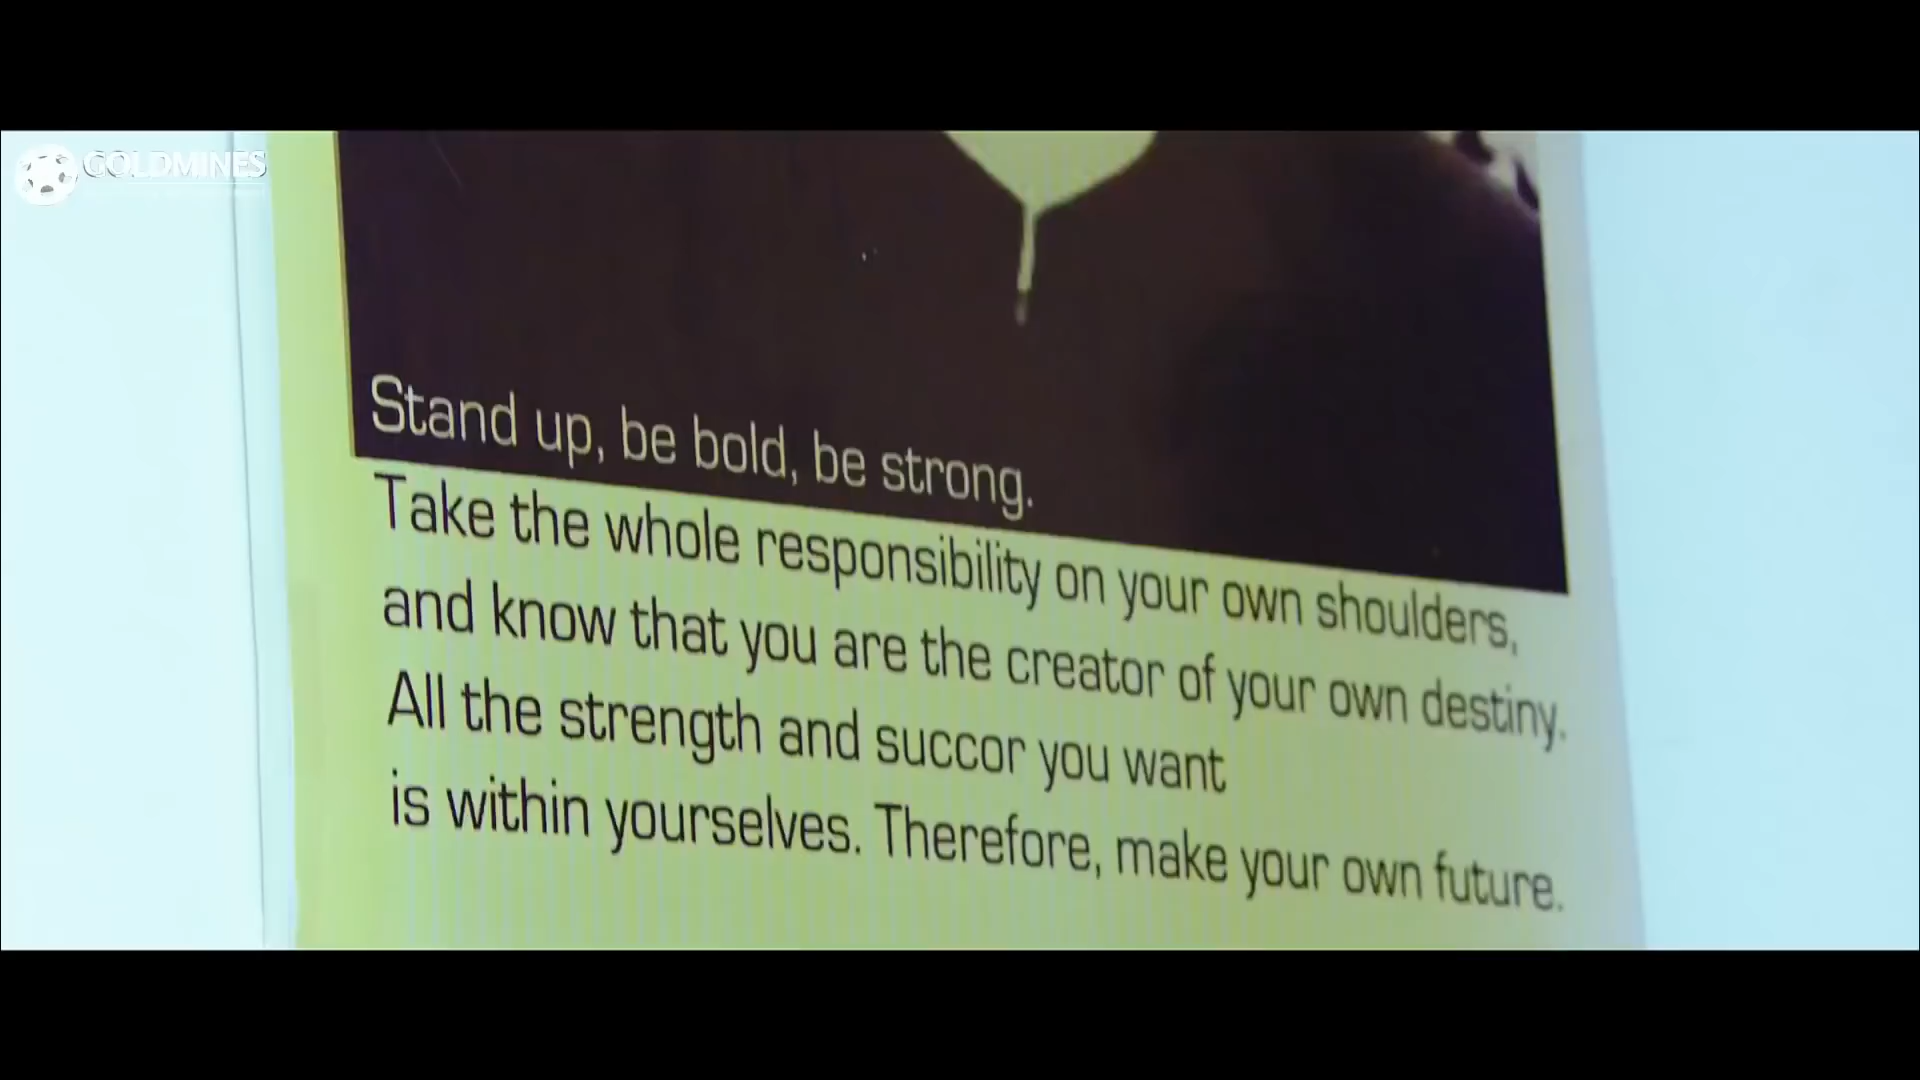 GOLDMINES
Stand up, be bold, be strong.
Take the whole responsibility on your own shoulders,
and know that you are the creator of your own destiny.
All the strength and succor you want
is within yourselves. Therefore, make your own future.